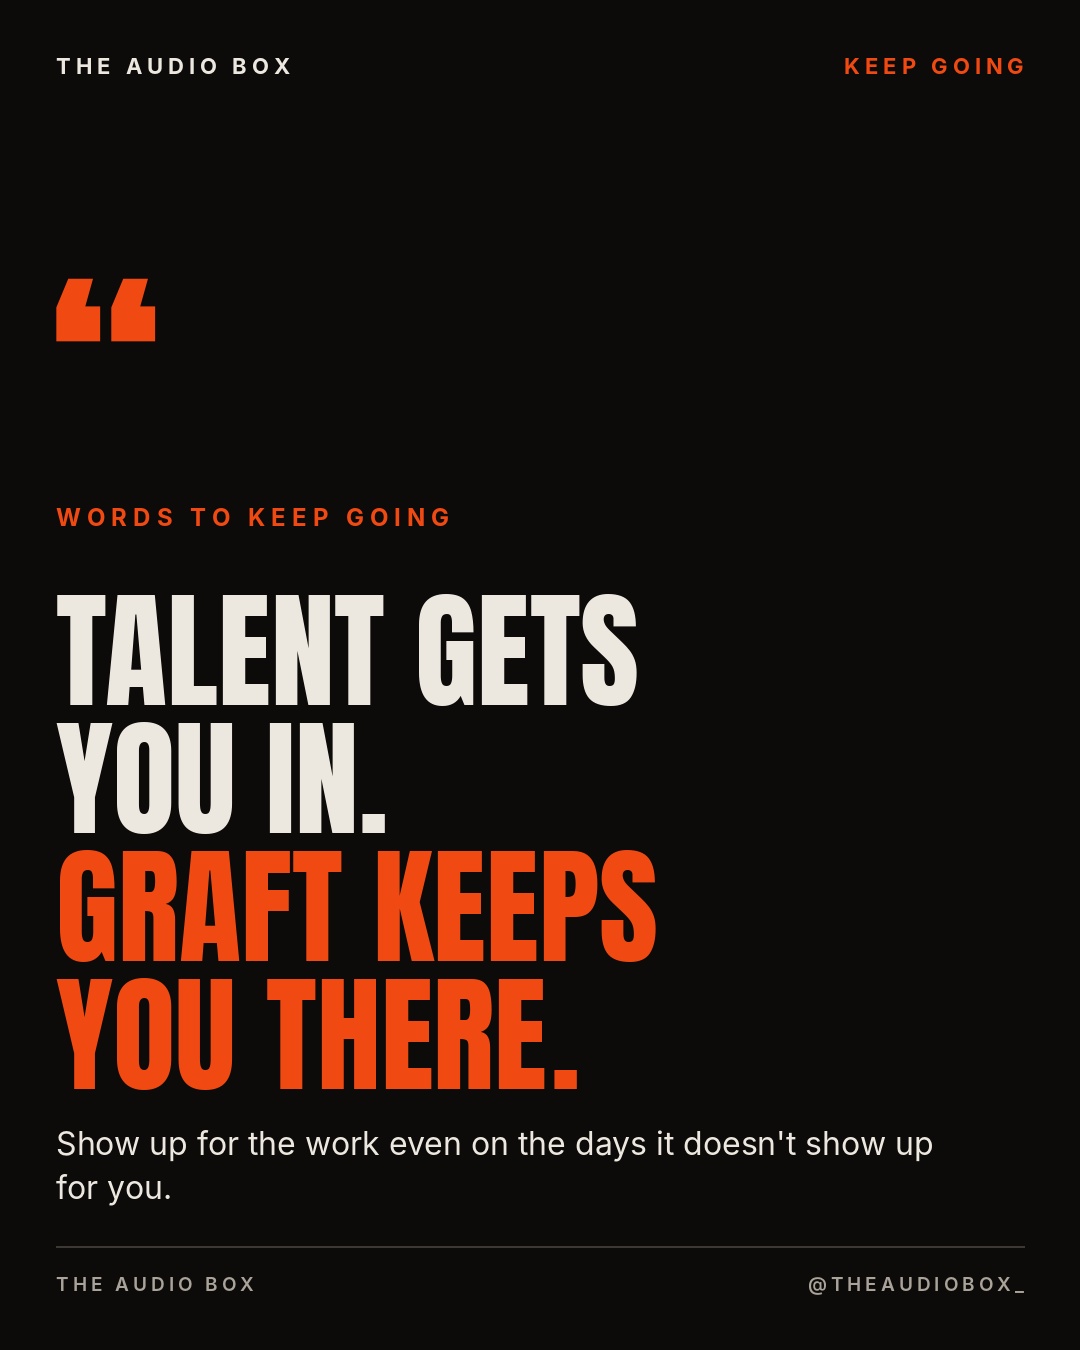 THE AUDIO BOX
KEEP GOING
“
WORDS TO KEEP GOING
TALENT GETS
YOU IN.
GRAFT KEEPS
YOU THERE.
Show up for the work even on the days it doesn't show up
for you.
THE AUDIO BOX
@THEAUDIOBOX_